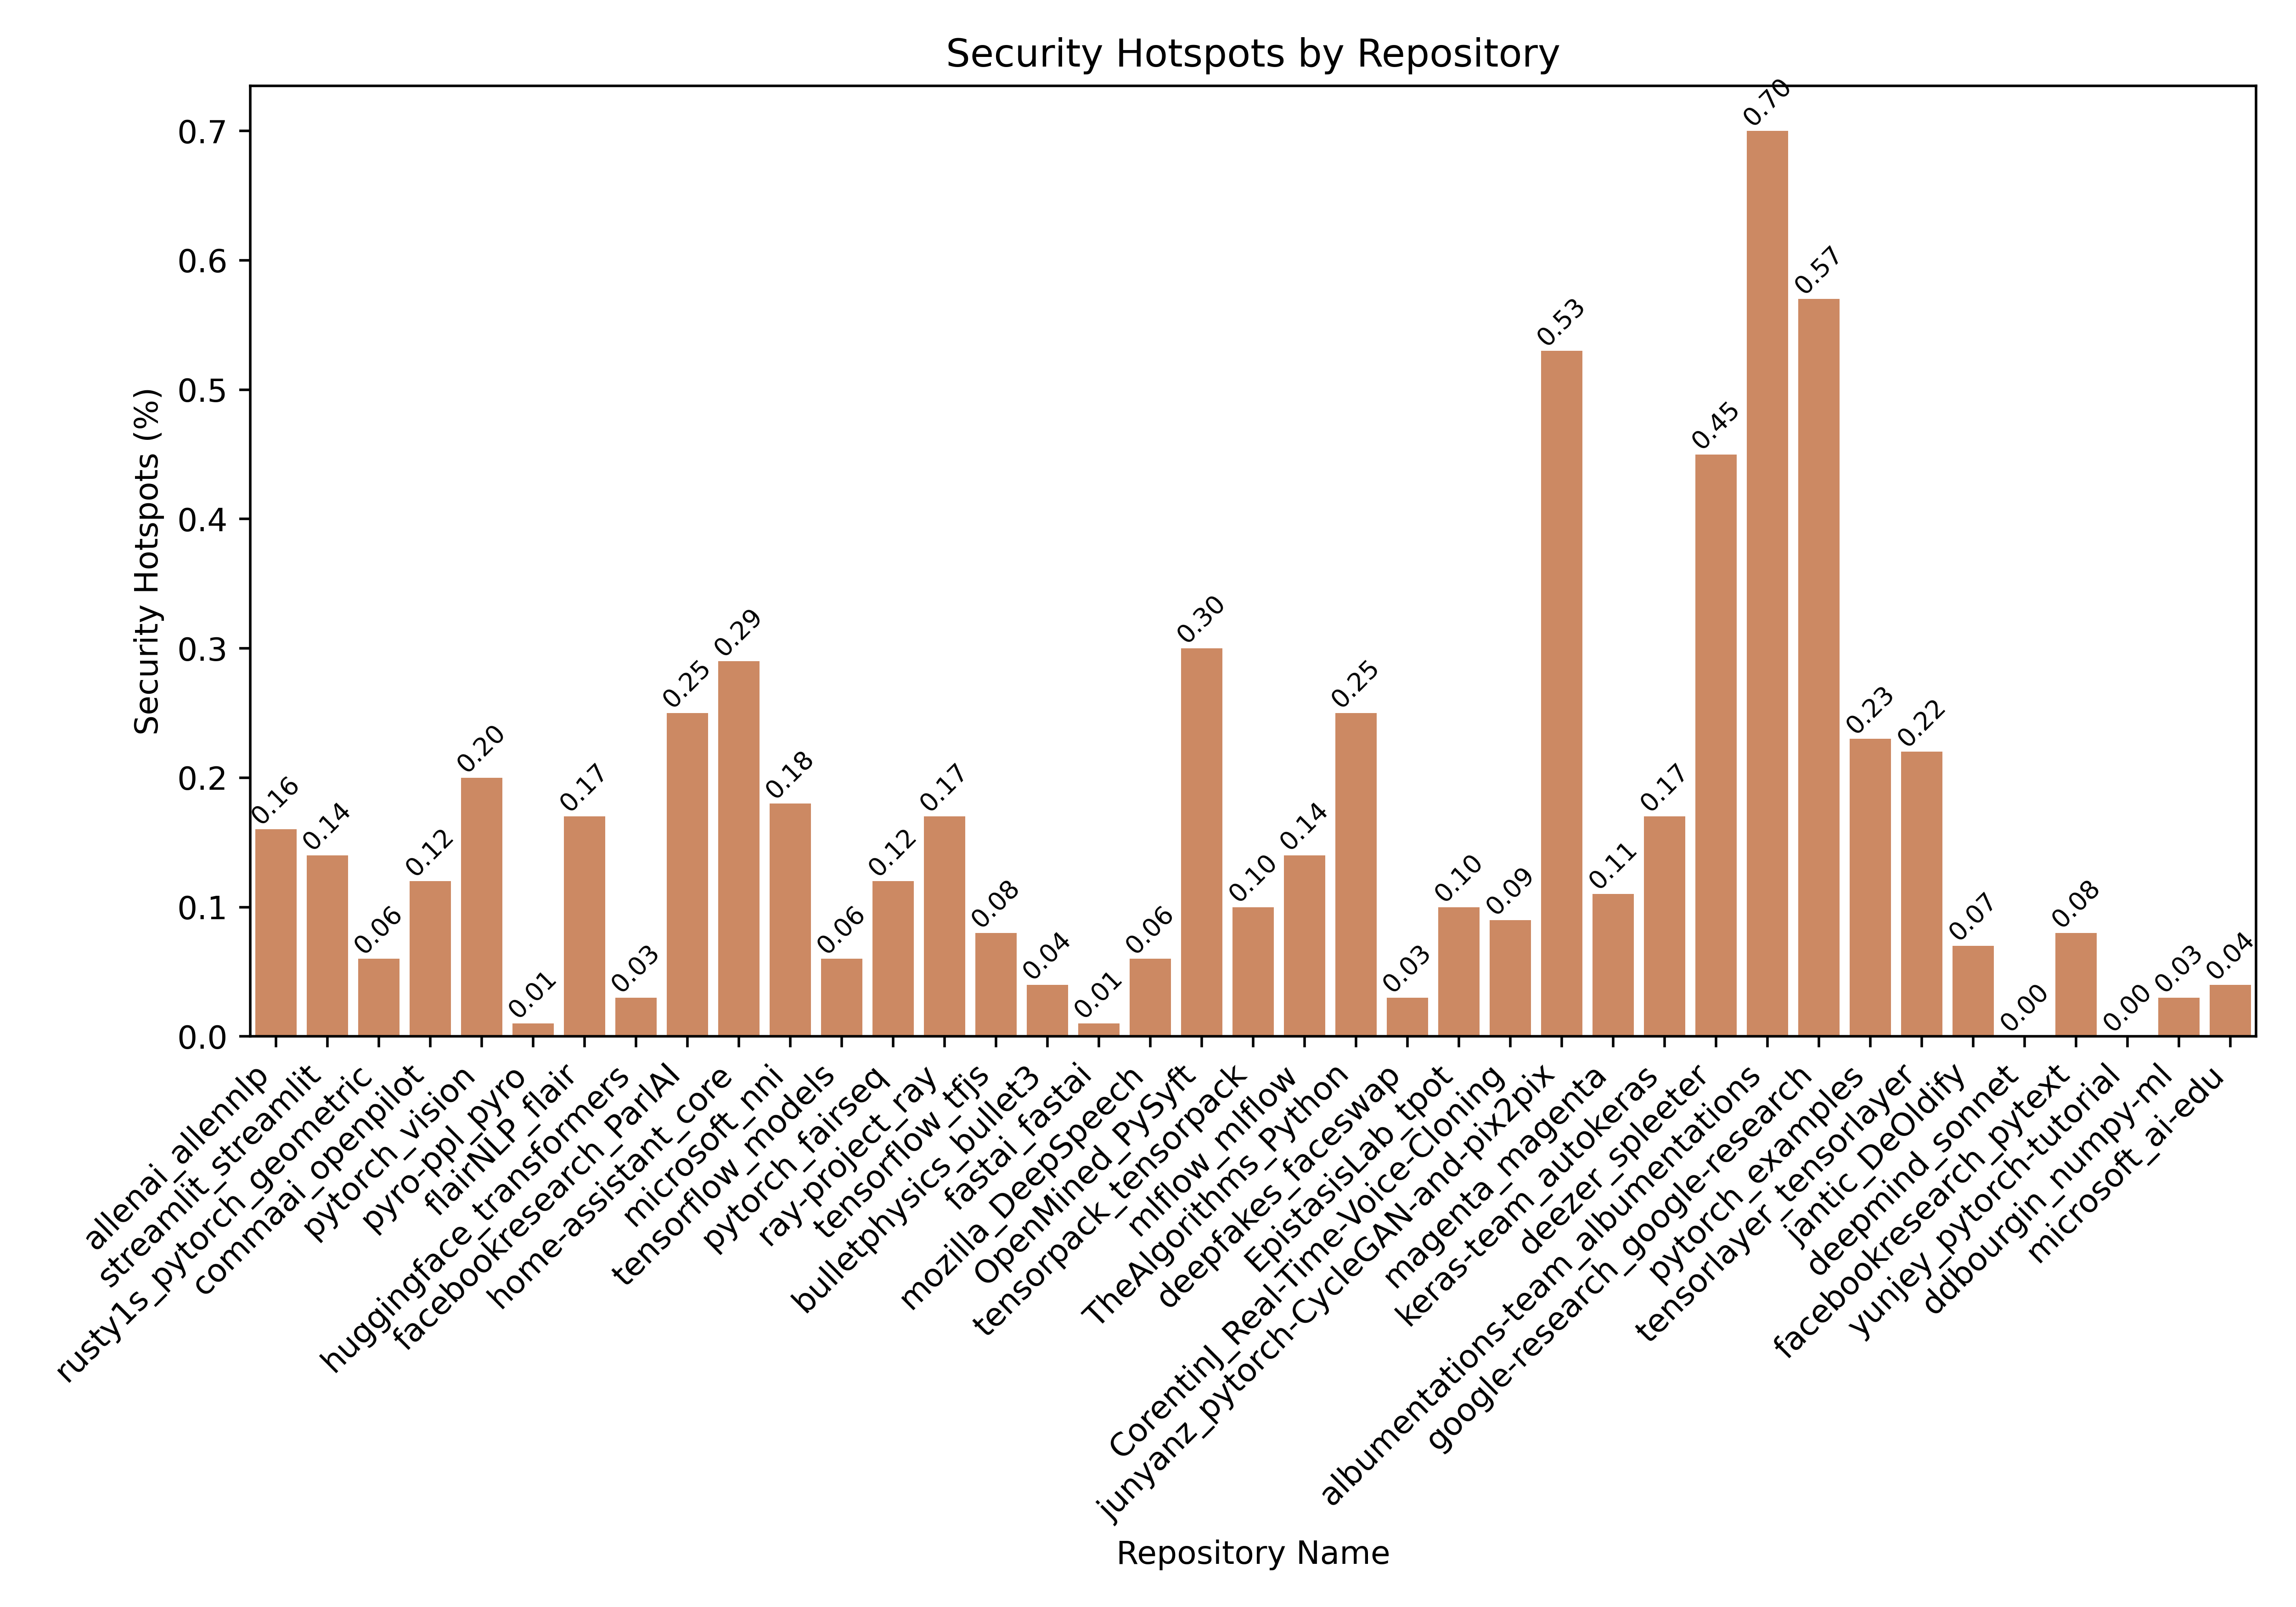 Security Hotspots by Repository
Security Hotspots (%)
0.7
0.6
0.5
0.4
0.3
0.2
0.1
0.0
0.16
0.14
0.06
0.12
0.20
0.01
0.17
0.03
0.25
0.29
0.18
0.06
0.12
0.17
0.08
0.04
0.01
0.06
0.30
0.10
0.14
0.25
0.03
0.10
0.09
0.53
0.11
0.17
0.45
0.70
0.57
0.23
0.22
0.07
0.00
0.08
0.00
0.03
0.04
allenai_allennlp
streamlit_streamlit
rusty1s_pytorch_geometric
commaai_openpilot
pytorch_vision
pyro-ppl_pyro
flairNLP_flair
huggingface_transformers
facebookresearch_ParlAI
home-assistant_core
microsoft_nni
tensorflow_models
pytorch_fairseq
ray-project_ray
tensorflow_tfjs
bulletphysics_bullet3
fastai_fastai
mozilla_DeepSpeech
OpenMined_PySyft
tensorpack_tensorpack
mlflow_mlflow
TheAlgorithms_Python
deepfakes_faceswap
EpistasisLab_tpot
CorentinJ_Real-Time-Voice-Cloning
junyanz_pytorch-CycleGAN-and-pix2pix
magenta_magenta
keras-team_autokeras
deezer_spleeter
albumentations-team_albumentations
google-research_google-research
pytorch_examples
tensorlayer_tensorlayer
jantic_DeOldify
deepmind_sonnet
facebookresearch_pytext
yunjey_pytorch-tutorial
ddbourgin_numpy-ml
microsoft_ai-edu
Repository Name